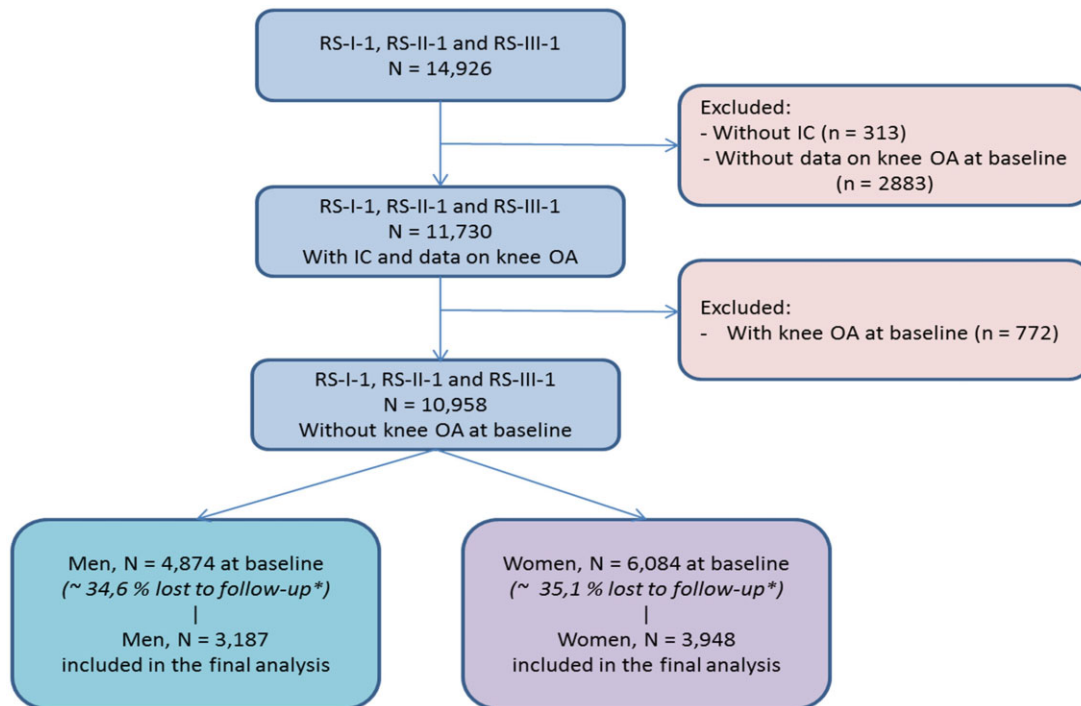 RS-I-1, RS-II-1 and RS-III-1
N = 14,926
Excluded:
- Without IC (n = 313)
- Without data on knee OA at baseline
(n = 2883)
RS-I-1, RS-II-1 and RS-III-1
N = 11,730
With IC and data on knee OA
Excluded:
- With knee OA at baseline (n = 772)
RS-I-1, RS-II-1 and RS-III-1
N = 10,958
Without knee OA at baseline
Men, N = 4,874 at baseline
(~ 34,6 % lost to follow-up*)
|
Men, N = 3,187
included in the final analysis
Women, N = 6,084 at baseline
(~ 35,1 % lost to follow-up*)
|
Women, N = 3,948
included in the final analysis